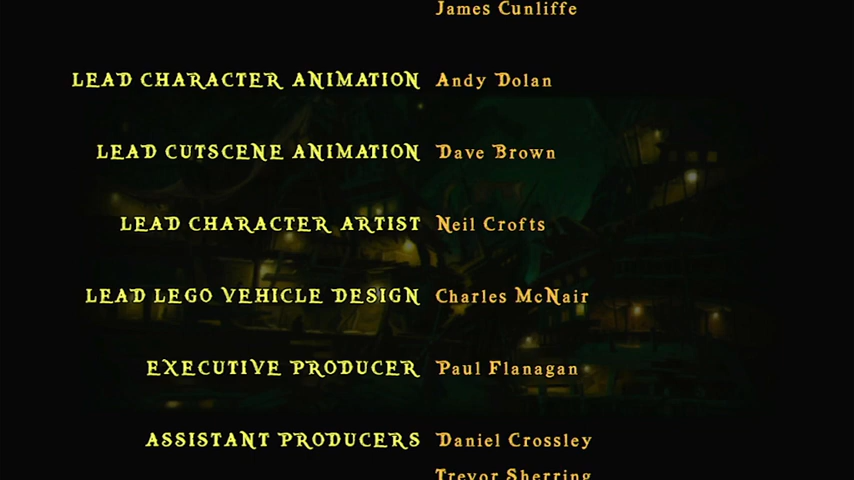 James Cunliffe
LEAD CHARACTER ANIMATION Andy Dolan
LEAD CUTSCENE ANIMATION Dave Brown
LEAD CHARACTER ARTIST Neil Crofts
LEAD LEGO VEHICLE DESIGN Charles McNair
EXECUTIVE PRODUCER Paul Flanagan
ASSISTANT PRODUCERS Daniel Crossley
Trevor Sherring